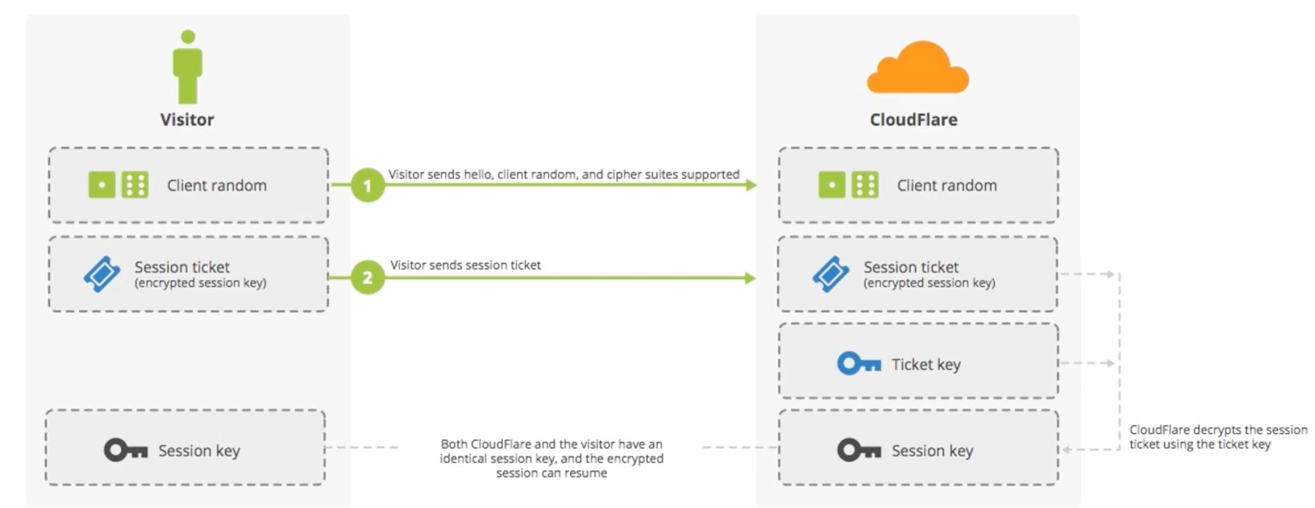 Visitor
CloudFlare
Client random
1
Visitor sends hello, client random, and cipher suites supported
Client random
Session ticket
(encrypted session key)
2
Visitor sends session ticket
Session ticket
(encrypted session key)
Ticket key
Session key
Both CloudFlare and the visitor have an
identical session key, and the encrypted
session can resume
Session key
CloudFlare decrypts the session
ticket using the ticket key